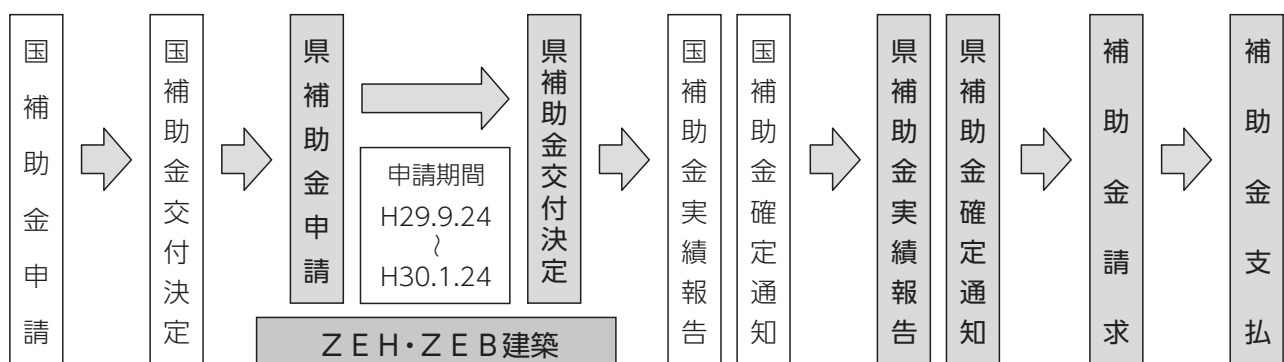 国補助金申請
国補助金交付決定
県補助金申請
申請期間
H29.9.24
~
H30.1.24
県補助金交付決定
ZEH・ZEB建築
国補助金実績報告
国補助金確定通知
県補助金実績報告
県補助金確定通知
補助金請求
補助金支払